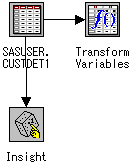 SASUSER.
CUSTDET1
Transform
Variables
Insight